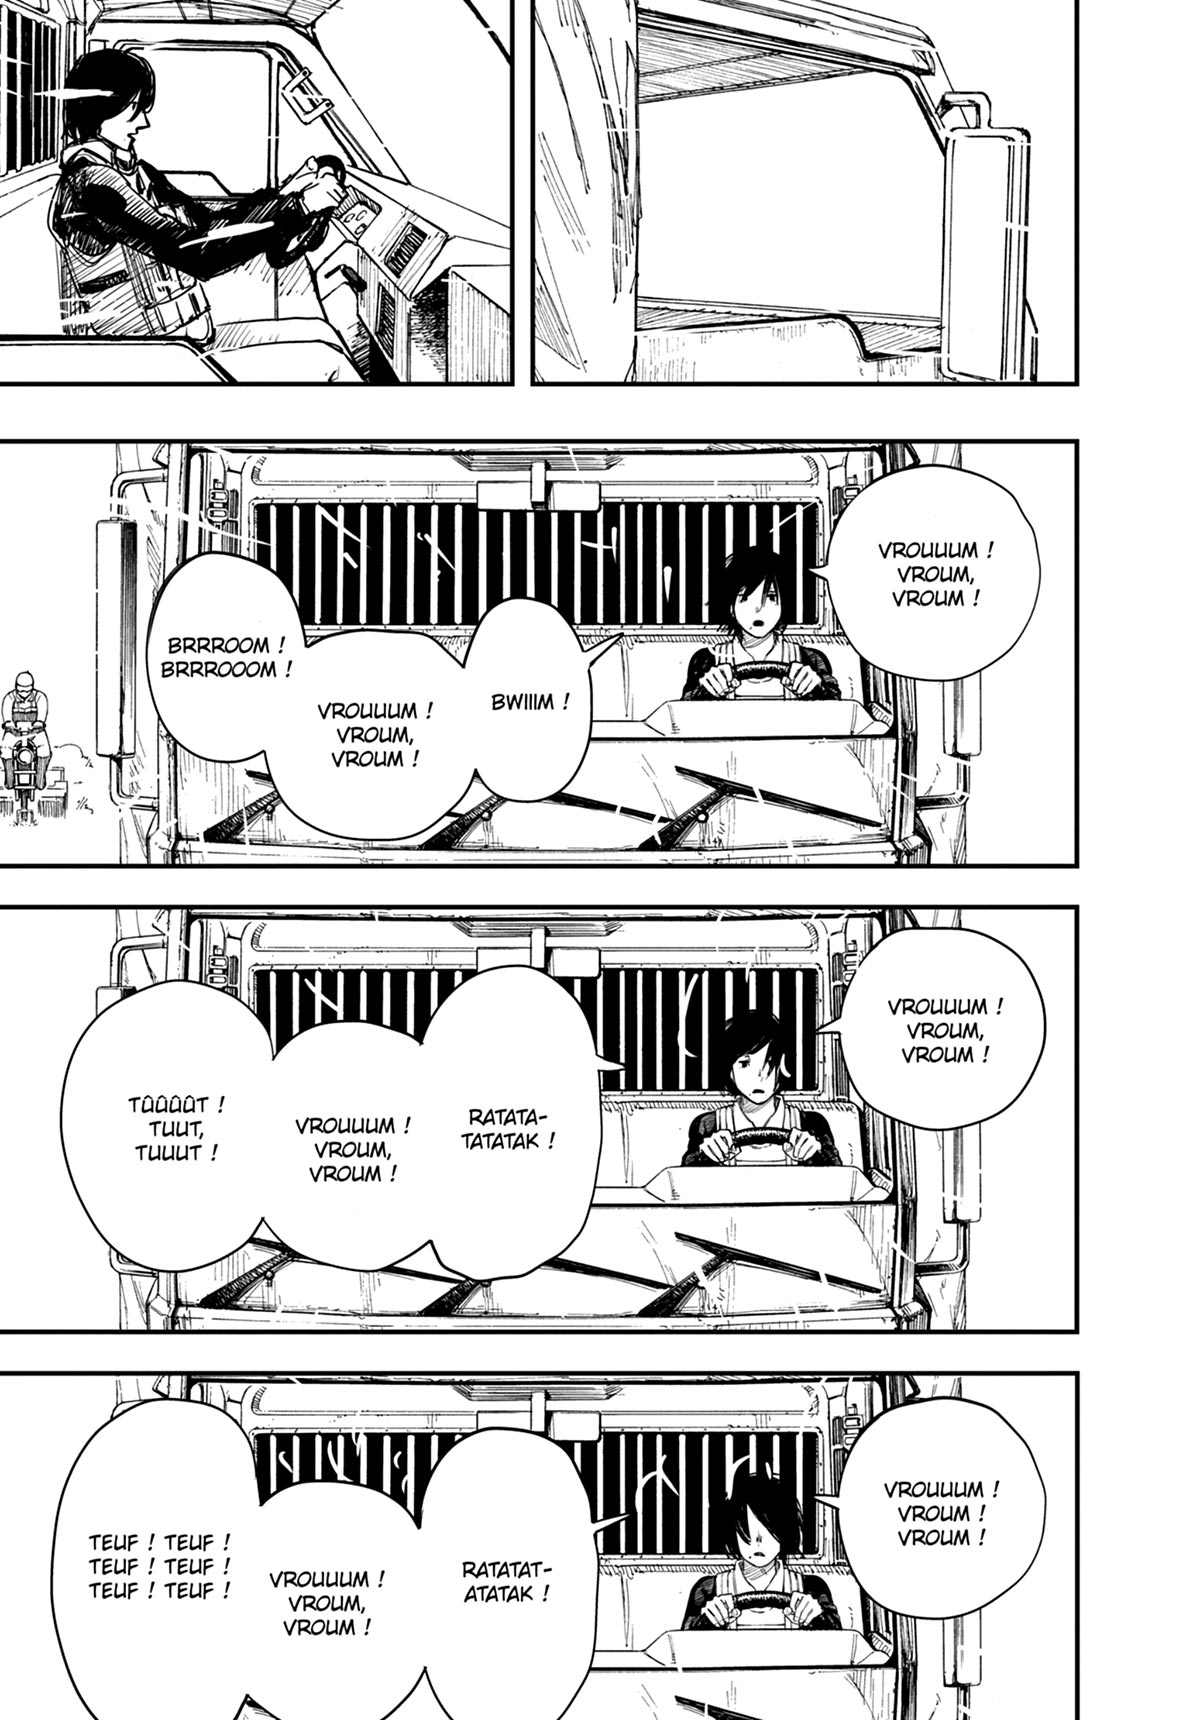 VROUUUM !
VROUM,
VROUM !
BWIIIM !
VROUUUM !
VROUM,
VROUM !
BRRROOM !
BRRROOOM !
VROUUUM !
VROUM,
VROUM !
RATATA-
TATATAK !
VROUUUM !
VROUM,
VROUM !
TÛÛÛÛT !
TUUT,
TUUUT !
VROUUUM !
VROUM !
VROUM !
RATATAT-
ATATAK !
VROUUUM !
VROUM,
VROUM !
TEUF ! TEUF !
TEUF ! TEUF !
TEUF ! TEUF !